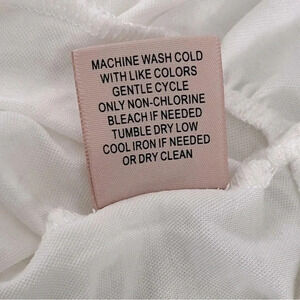 MACHINE WASH COLD
WITH LIKE COLORS
GENTLE CYCLE
ONLY NON-CHLORINE
BLEACH IF NEEDED
TUMBLE DRY LOW
COOL IRON IF NEEDED
OR DRY CLEAN